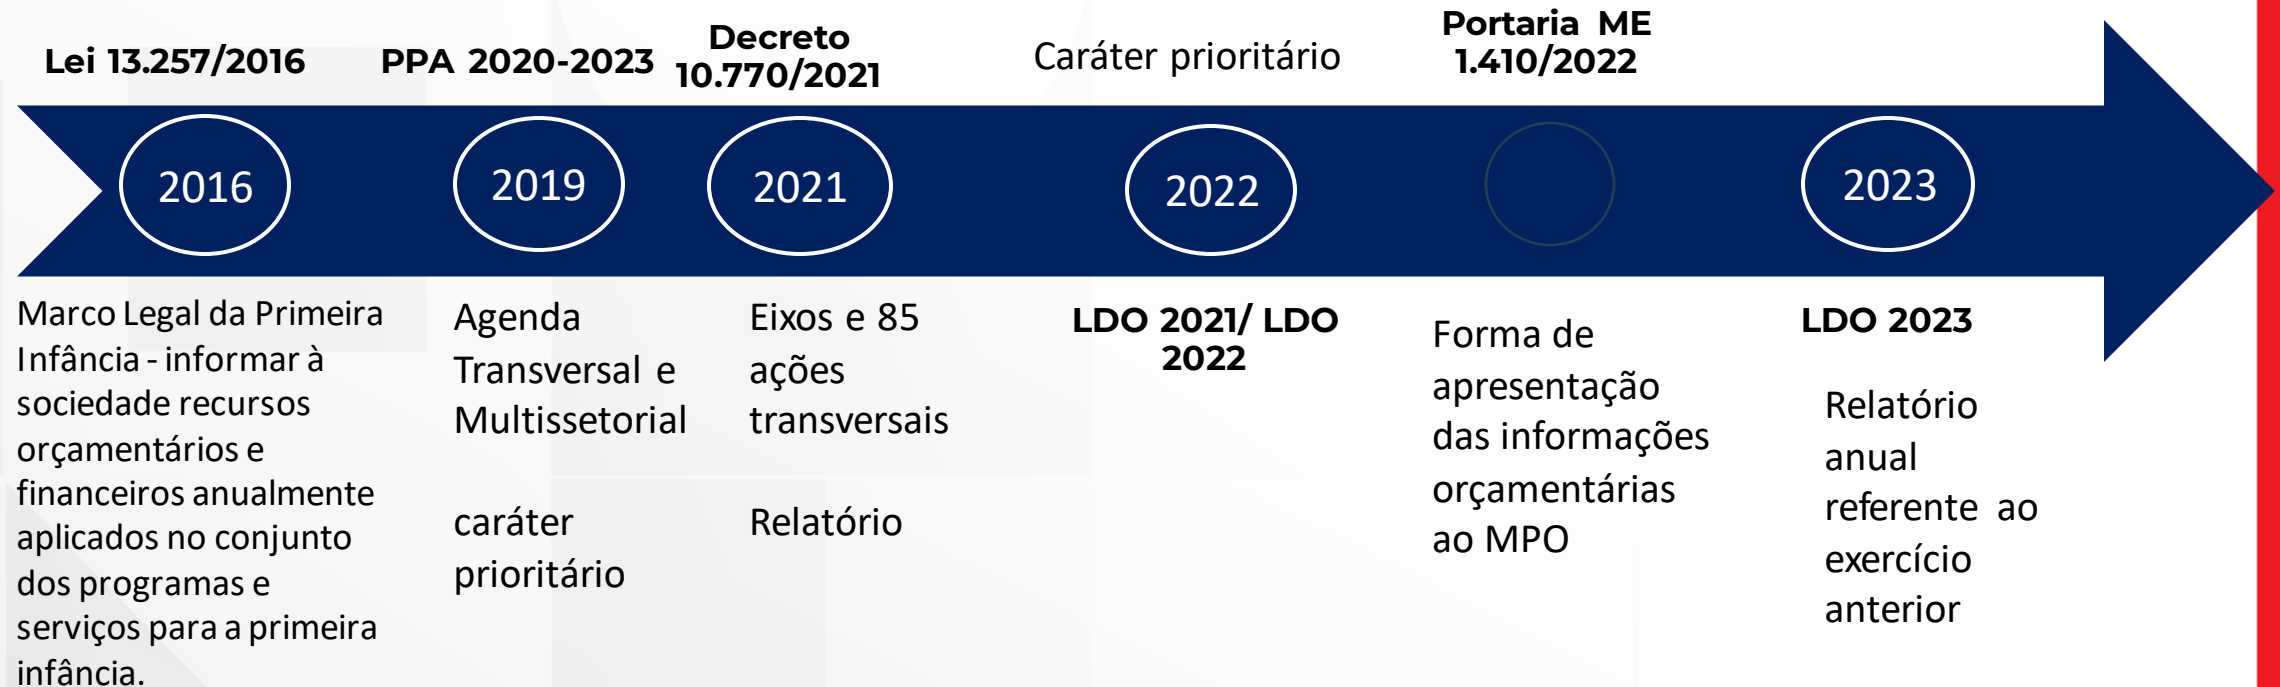 Lei 13.257/2016
PPA 2020-2023
Decreto
10.770/2021
Caráter prioritário
Portaria ME
1.410/2022
2016
2019
2021
2022
2023
Marco Legal da Primeira
Infância - informar à
sociedade recursos
orçamentários e
financeiros anualmente
aplicados no conjunto
dos programas e
serviços para a primeira
infância.
Agenda
Transversal e
Multissetorial
caráter
prioritário
Eixos e 85
ações
transversais
Relatório
LDO 2021/ LDO
2022
Forma de
apresentação
das informações
orçamentárias
ao MPO
LDO 2023
Relatório
anual
referente ao
exercício
anterior